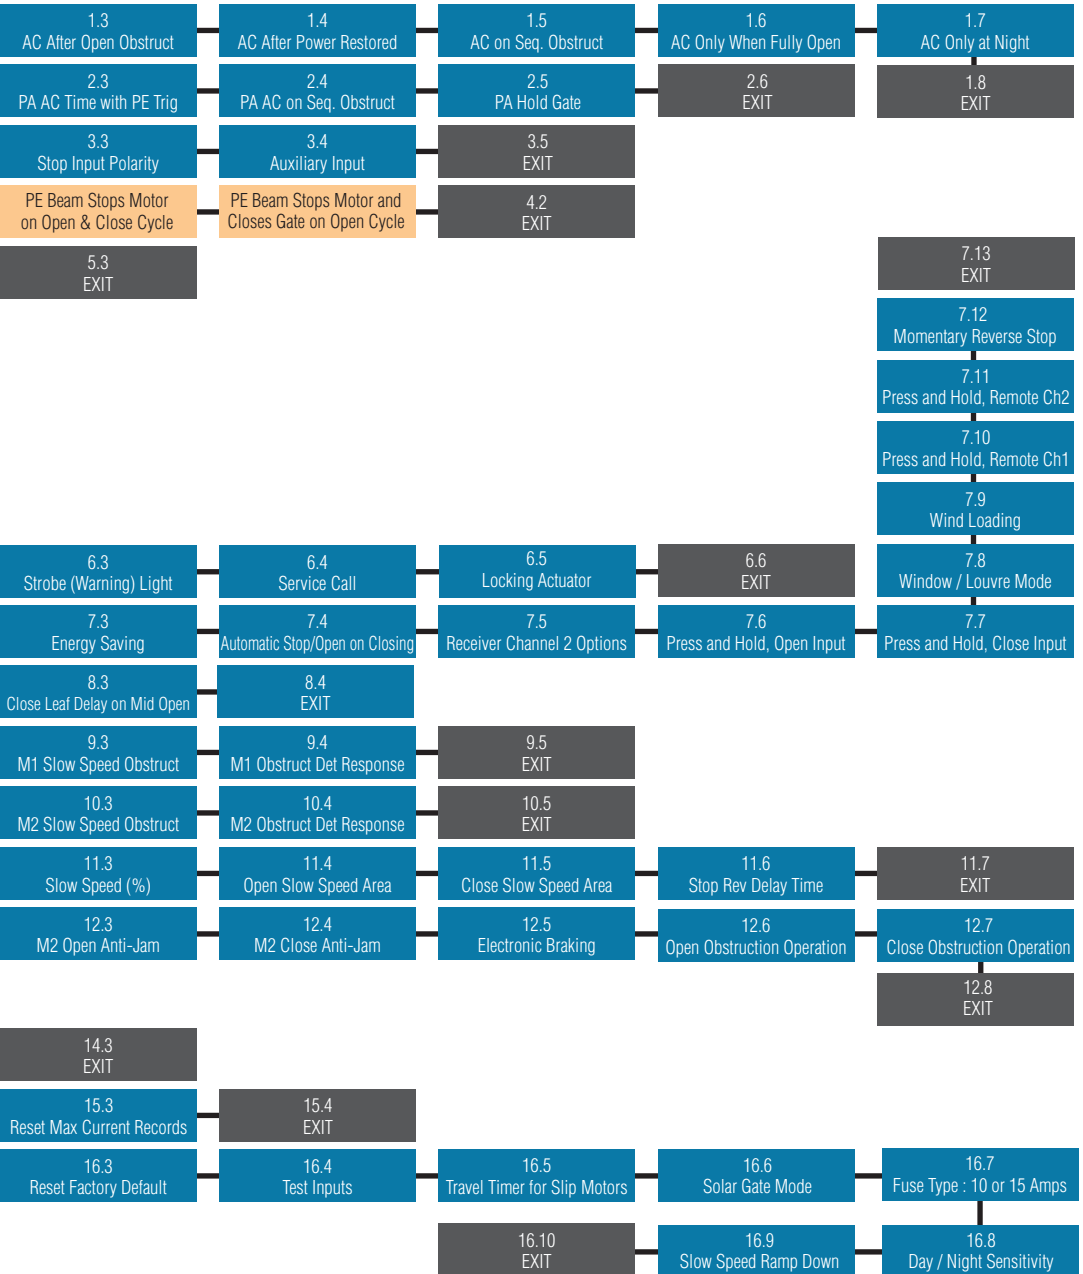 1.3
AC After Open Obstruct
1.4
AC After Power Restored
1.5
AC on Seq. Obstruct
1.6
AC Only When Fully Open
1.7
AC Only at Night
2.3
PA AC Time with PE Trig
2.4
PA AC on Seq. Obstruct
2.5
PA Hold Gate
2.6
EXIT
1.8
EXIT
3.3
Stop Input Polarity
3.4
Auxiliary Input
3.5
EXIT
PE Beam Stops Motor
on Open & Close Cycle
PE Beam Stops Motor and
Closes Gate on Open Cycle
4.2
EXIT
5.3
EXIT
7.13
EXIT
7.12
Momentary Reverse Stop
7.11
Press and Hold, Remote Ch2
7.10
Press and Hold, Remote Ch1
7.9
Wind Loading
6.3
Strobe (Warning) Light
6.4
Service Call
6.5
Locking Actuator
6.6
EXIT
7.8
Window / Louvre Mode
7.3
Energy Saving
7.4
Automatic Stop/Open on Closing
7.5
Receiver Channel 2 Options
7.6
Press and Hold, Open Input
7.7
Press and Hold, Close Input
8.3
Close Leaf Delay on Mid Open
8.4
EXIT
9.3
M1 Slow Speed Obstruct
9.4
M1 Obstruct Det Response
9.5
EXIT
10.3
M2 Slow Speed Obstruct
10.4
M2 Obstruct Det Response
10.5
EXIT
11.3
Slow Speed (%)
11.4
Open Slow Speed Area
11.5
Close Slow Speed Area
11.6
Stop Rev Delay Time
11.7
EXIT
12.3
M2 Open Anti-Jam
12.4
M2 Close Anti-Jam
12.5
Electronic Braking
12.6
Open Obstruction Operation
12.7
Close Obstruction Operation
12.8
EXIT
14.3
EXIT
15.3
Reset Max Current Records
15.4
EXIT
16.3
Reset Factory Default
16.4
Test Inputs
16.5
Travel Timer for Slip Motors
16.6
Solar Gate Mode
16.7
Fuse Type : 10 or 15 Amps
16.10
EXIT
16.9
Slow Speed Ramp Down
16.8
Day / Night Sensitivity